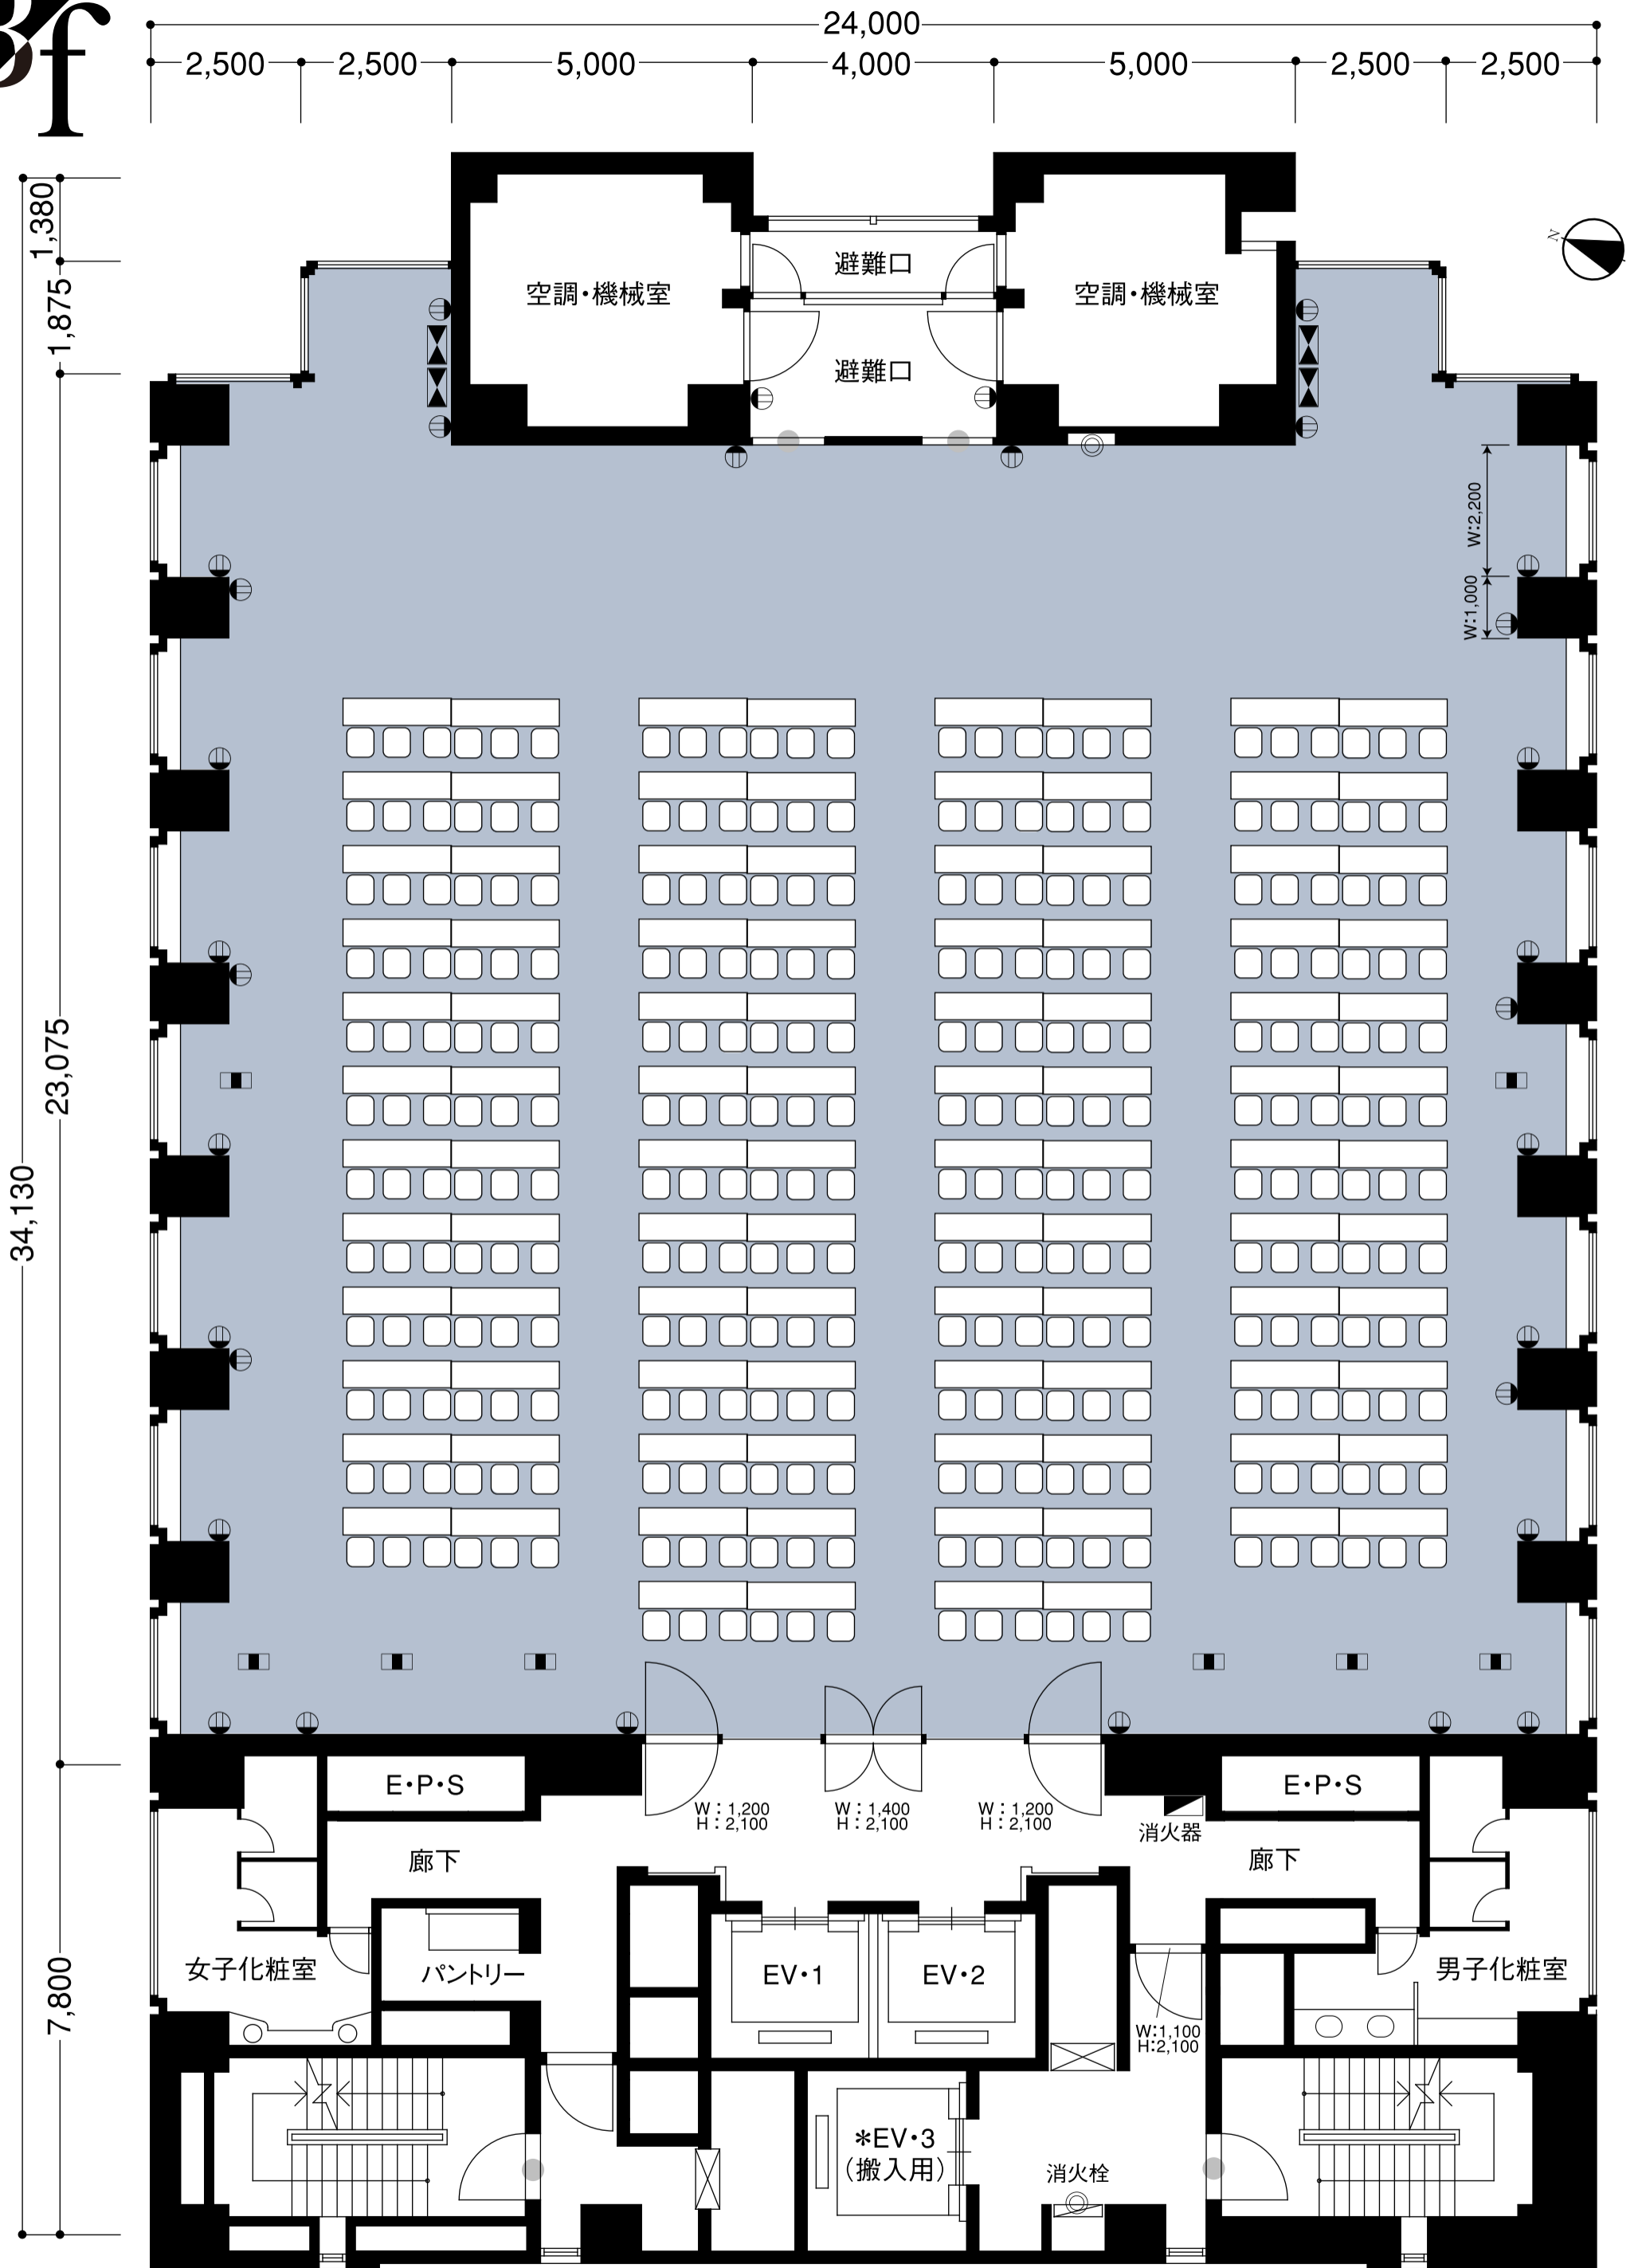 f
24,000
2,500 2,500 5,000 4,000 5,000 2,500 2,500
1,380
1,875
23,075
7,800
34,130
N
避難口
空調・機械室
空調・機械室
避難口
W:2,200
W:1,000
E・P・S
E・P・S
W：1,200
H：2,100
W：1,400
H：2,100
W：1,200
H：2,100
消火器
廊下
廊下
女子化粧室
パントリー
EV・1
EV・2
男子化粧室
W:1,100
H:2,100
＊EV・3
（搬入用）
消火栓